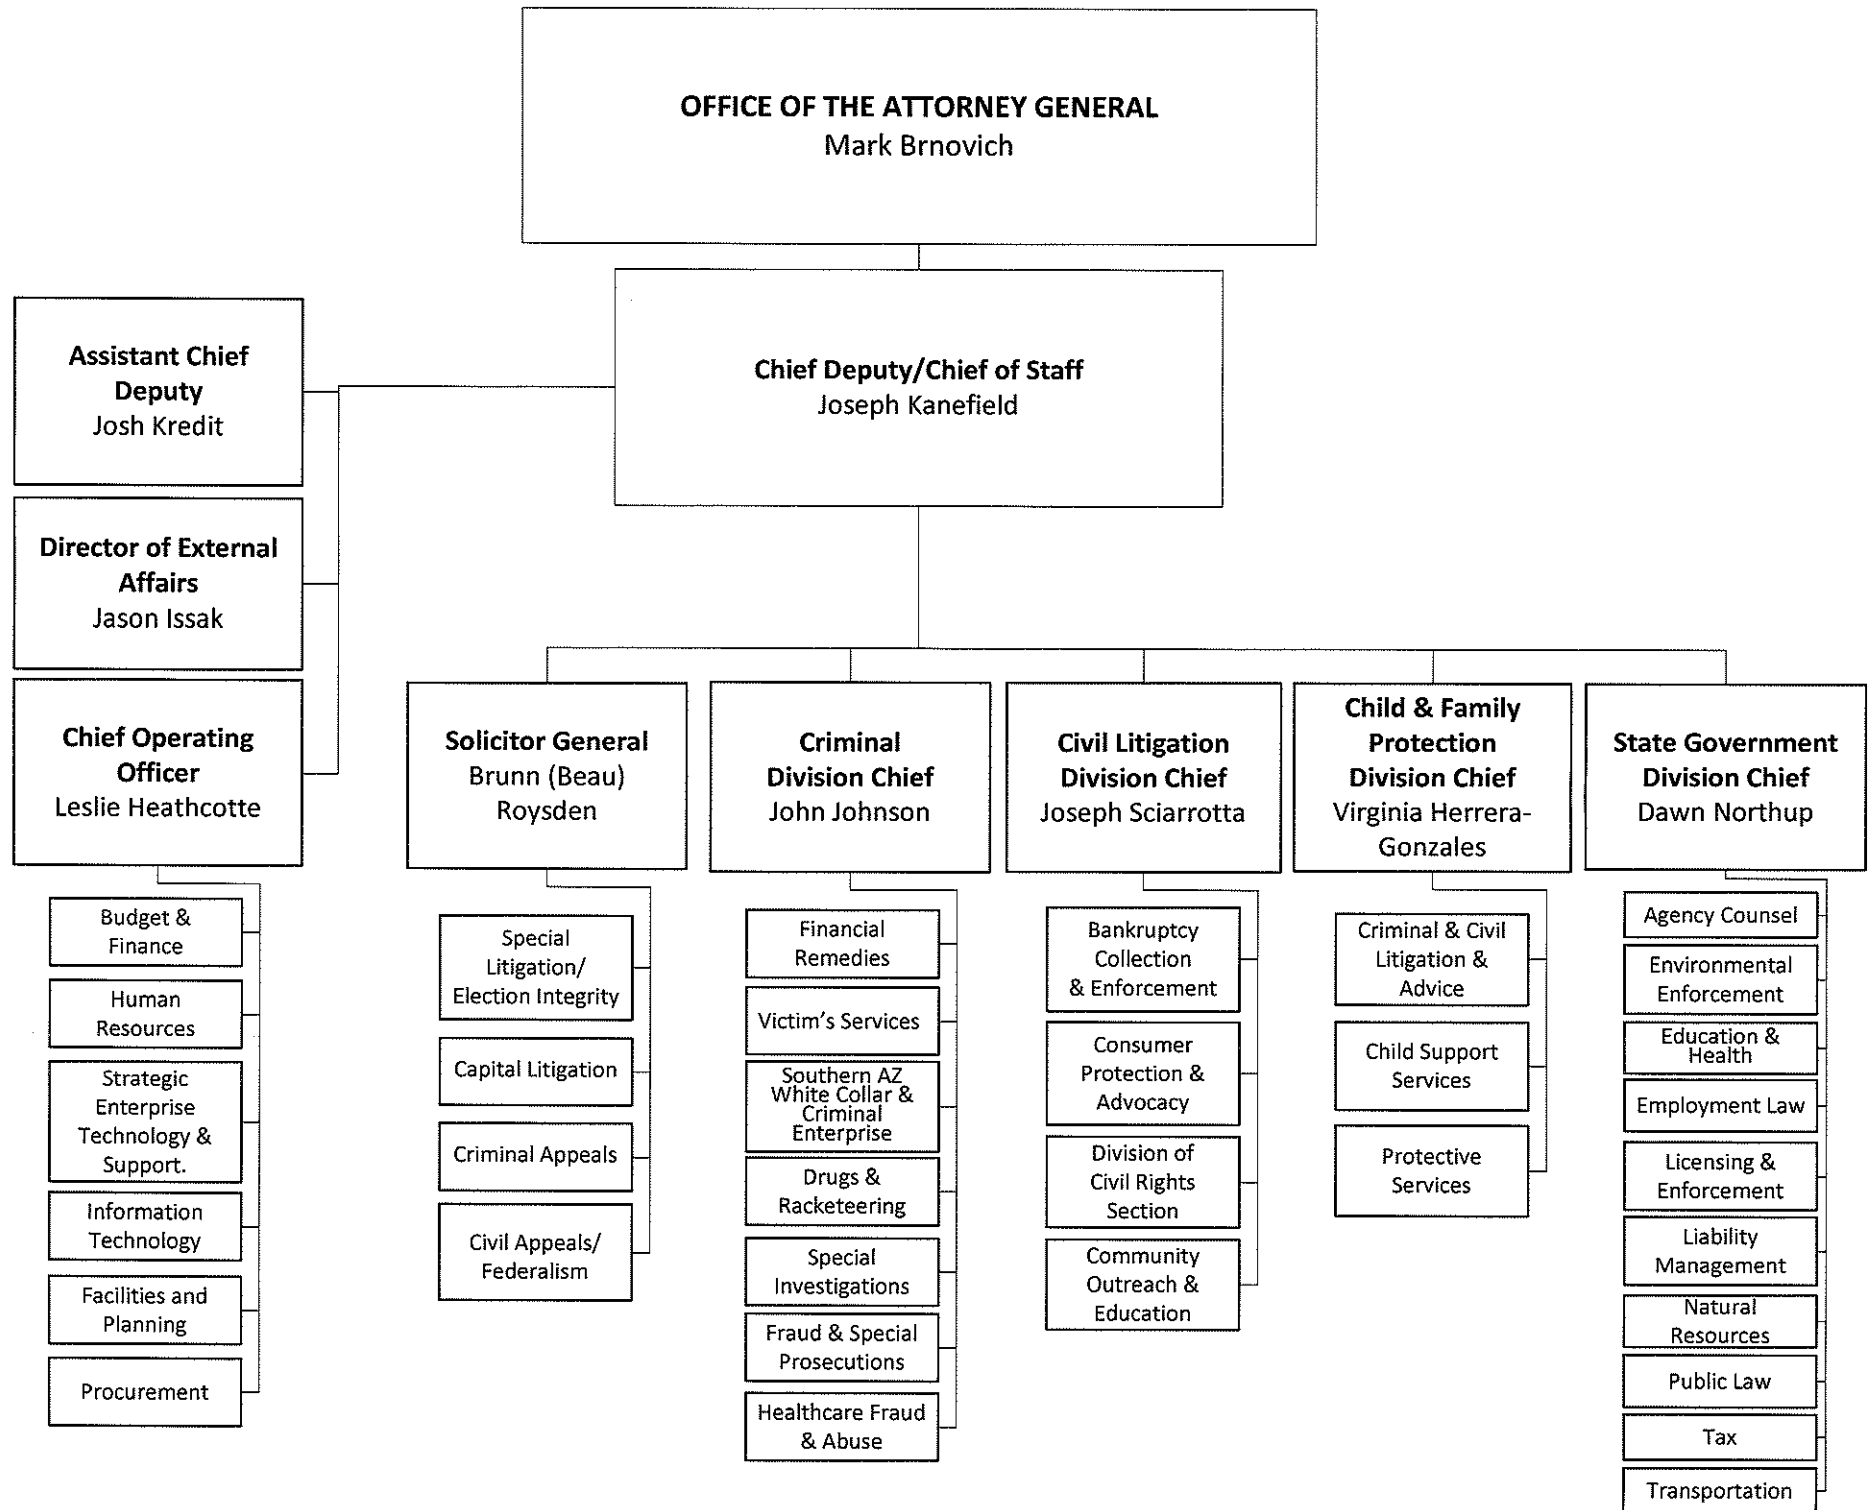 OFFICE OF THE ATTORNEY GENERAL
Mark Brnovich
Chief Deputy/Chief of Staff
Joseph Kanefield
Assistant Chief
Deputy
Josh Kredit
Director of External
Affairs
Jason Issak
Chief Operating
Officer
Leslie Heathcotte
Budget &
Finance
Human
Resources
Strategic
Enterprise
Technology &
Support.
Information
Technology
Facilities and
Planning
Procurement
Solicitor General
Brunn (Beau)
Roysden
Special
Litigation/
Election Integrity
Capital Litigation
Criminal Appeals
Civil Appeals/
Federalism
Criminal
Division Chief
John Johnson
Financial
Remedies
Victim's Services
Southern AZ
White Collar &
Criminal
Enterprise
Drugs &
Racketeering
Special
Investigations
Fraud & Special
Prosecutions
Healthcare Fraud
& Abuse
Civil Litigation
Division Chief
Joseph Sciarrotta
Bankruptcy
Collection
& Enforcement
Consumer
Protection &
Advocacy
Division of
Civil Rights
Section
Community
Outreach &
Education
Child & Family
Protection
Division Chief
Virginia Herrera-
Gonzales
Criminal & Civil
Litigation &
Advice
Child Support
Services
Protective
Services
State Government
Division Chief
Dawn Northup
Agency Counsel
Environmental
Enforcement
Education &
Health
Employment Law
Licensing &
Enforcement
Liability
Management
Natural
Resources
Public Law
Tax
Transportation